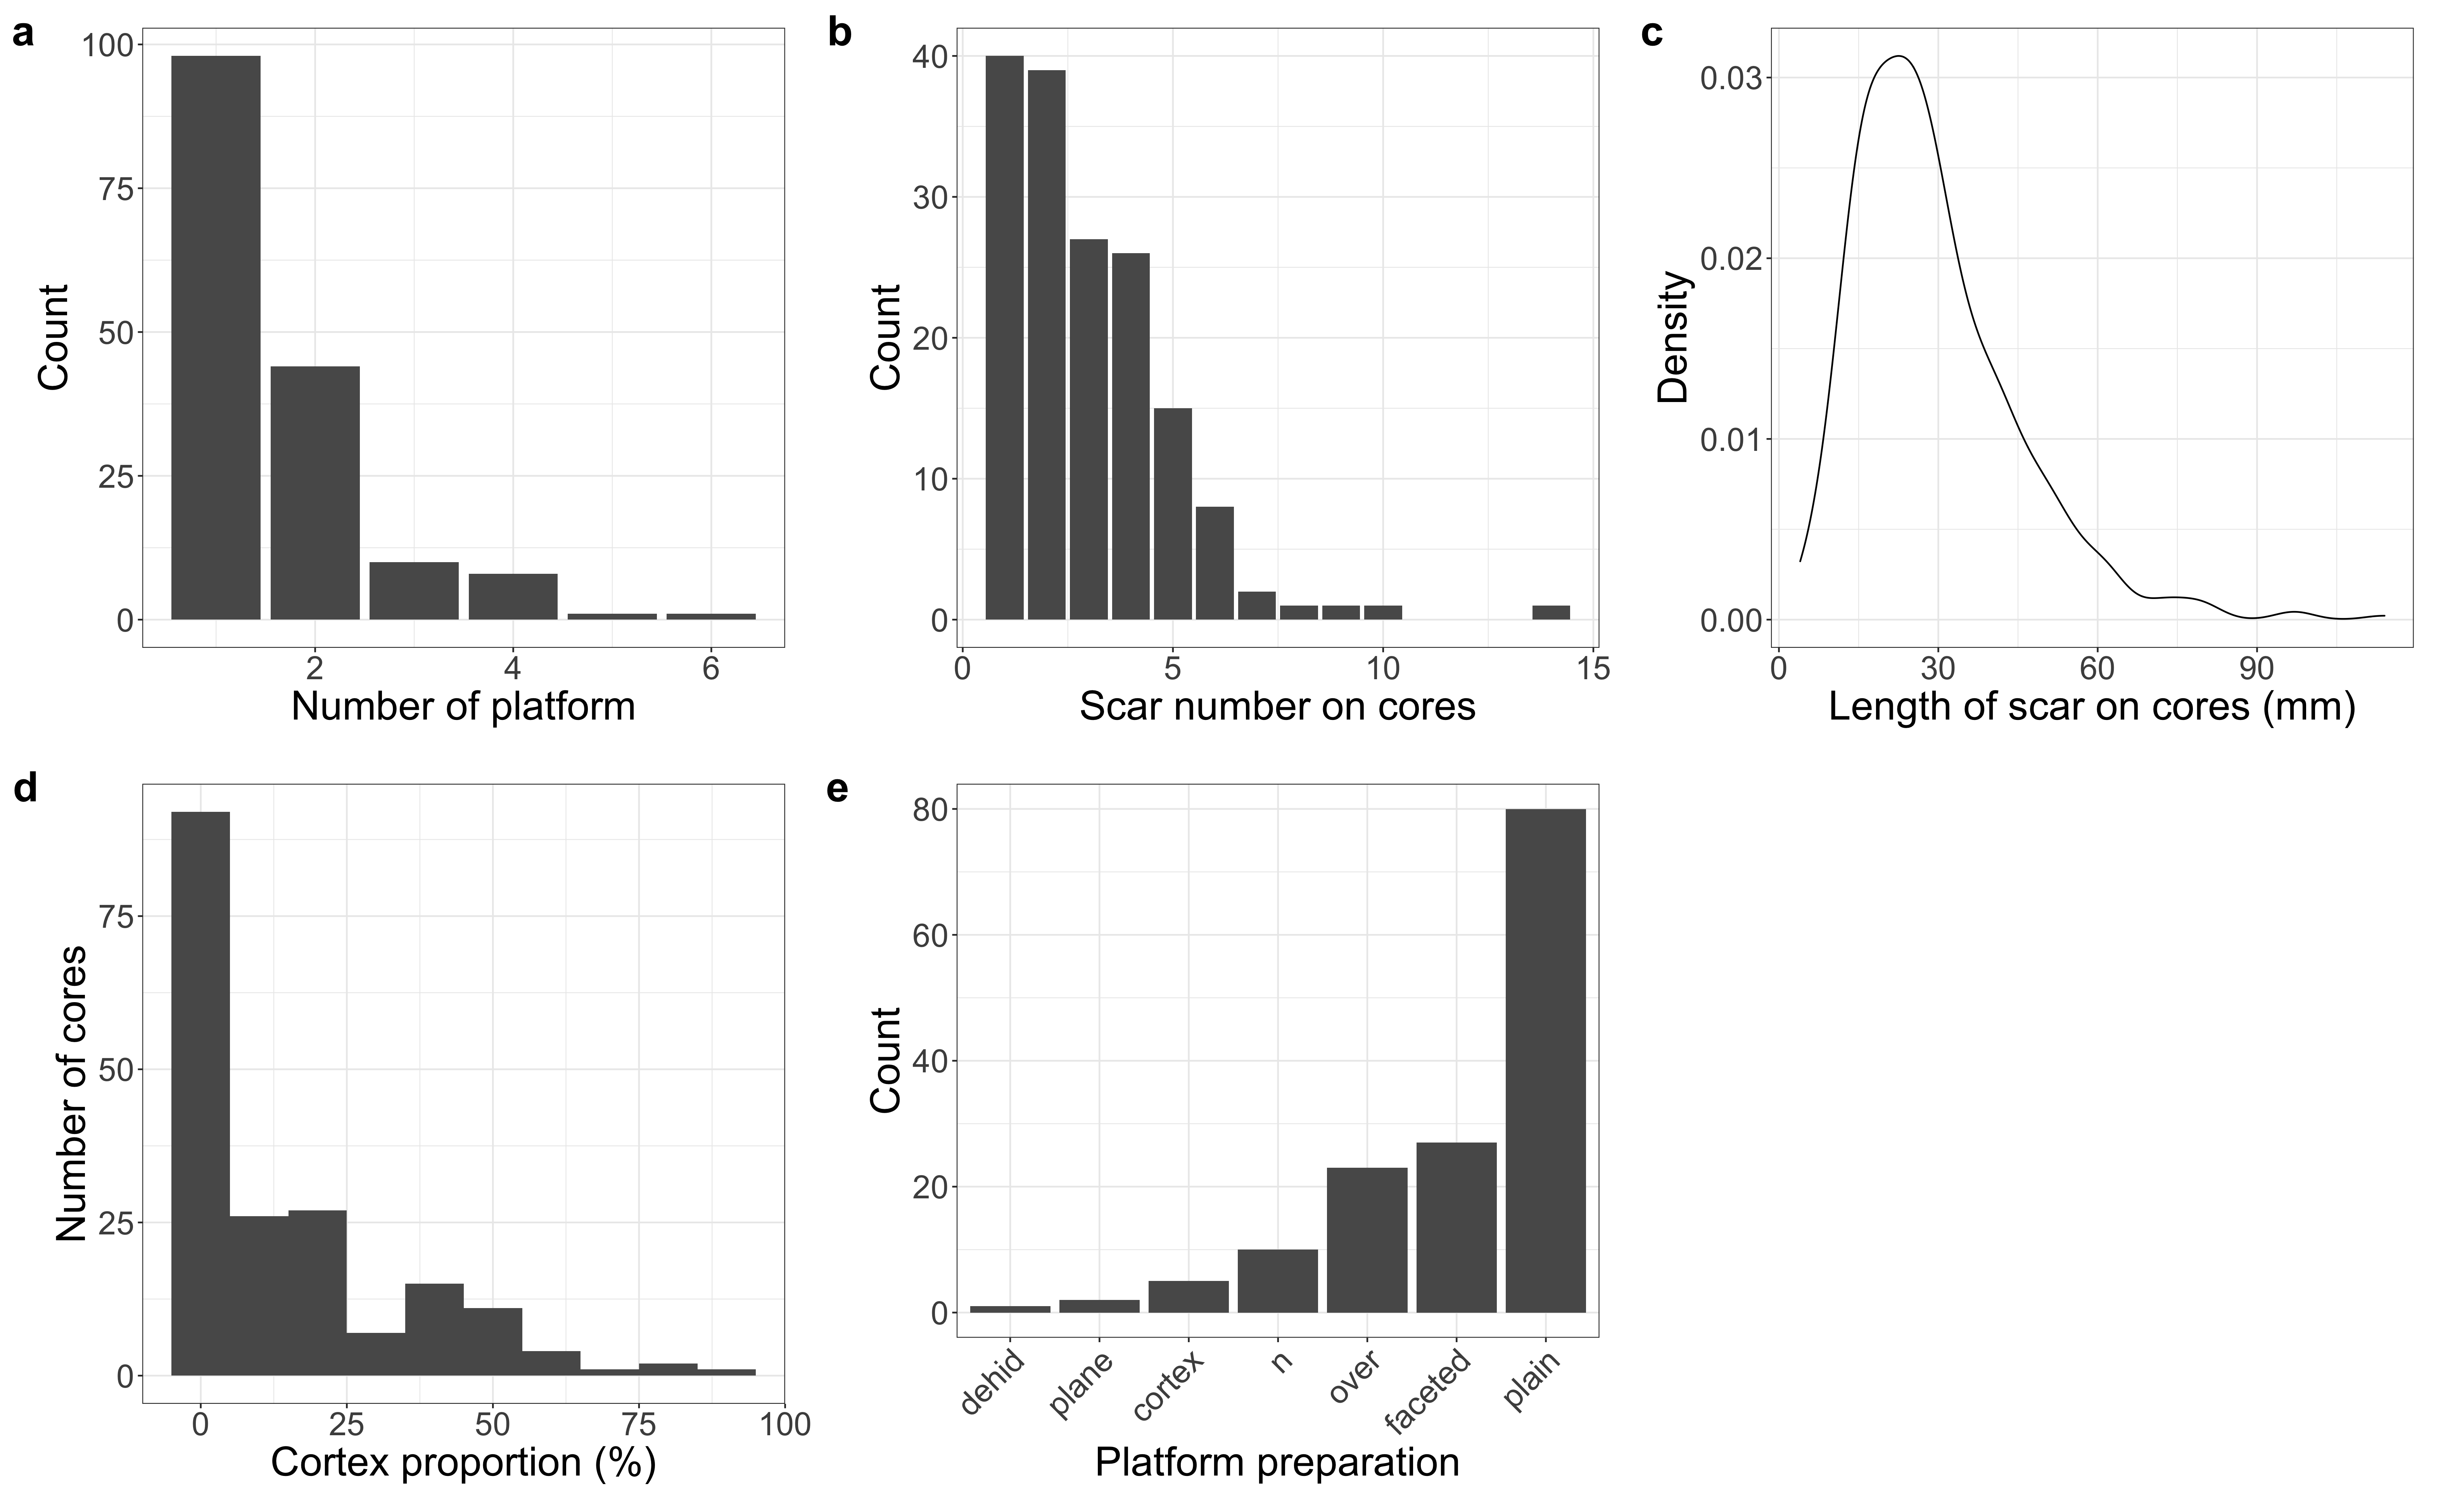 a
100
75
50
25
0
Count
2 4 6
Number of platform
b
40
30
20
10
0
Count
0 5 10 15
Scar number on cores
c
0.03
0.02
0.01
0.00
Density
0 30 60 90
Length of scar on cores (mm)
d
75
50
25
0
Number of cores
0 25 50 75 100
Cortex proportion (%)
e
80
60
40
20
0
Count
dehid plane cortex n over faceted plain
Platform preparation